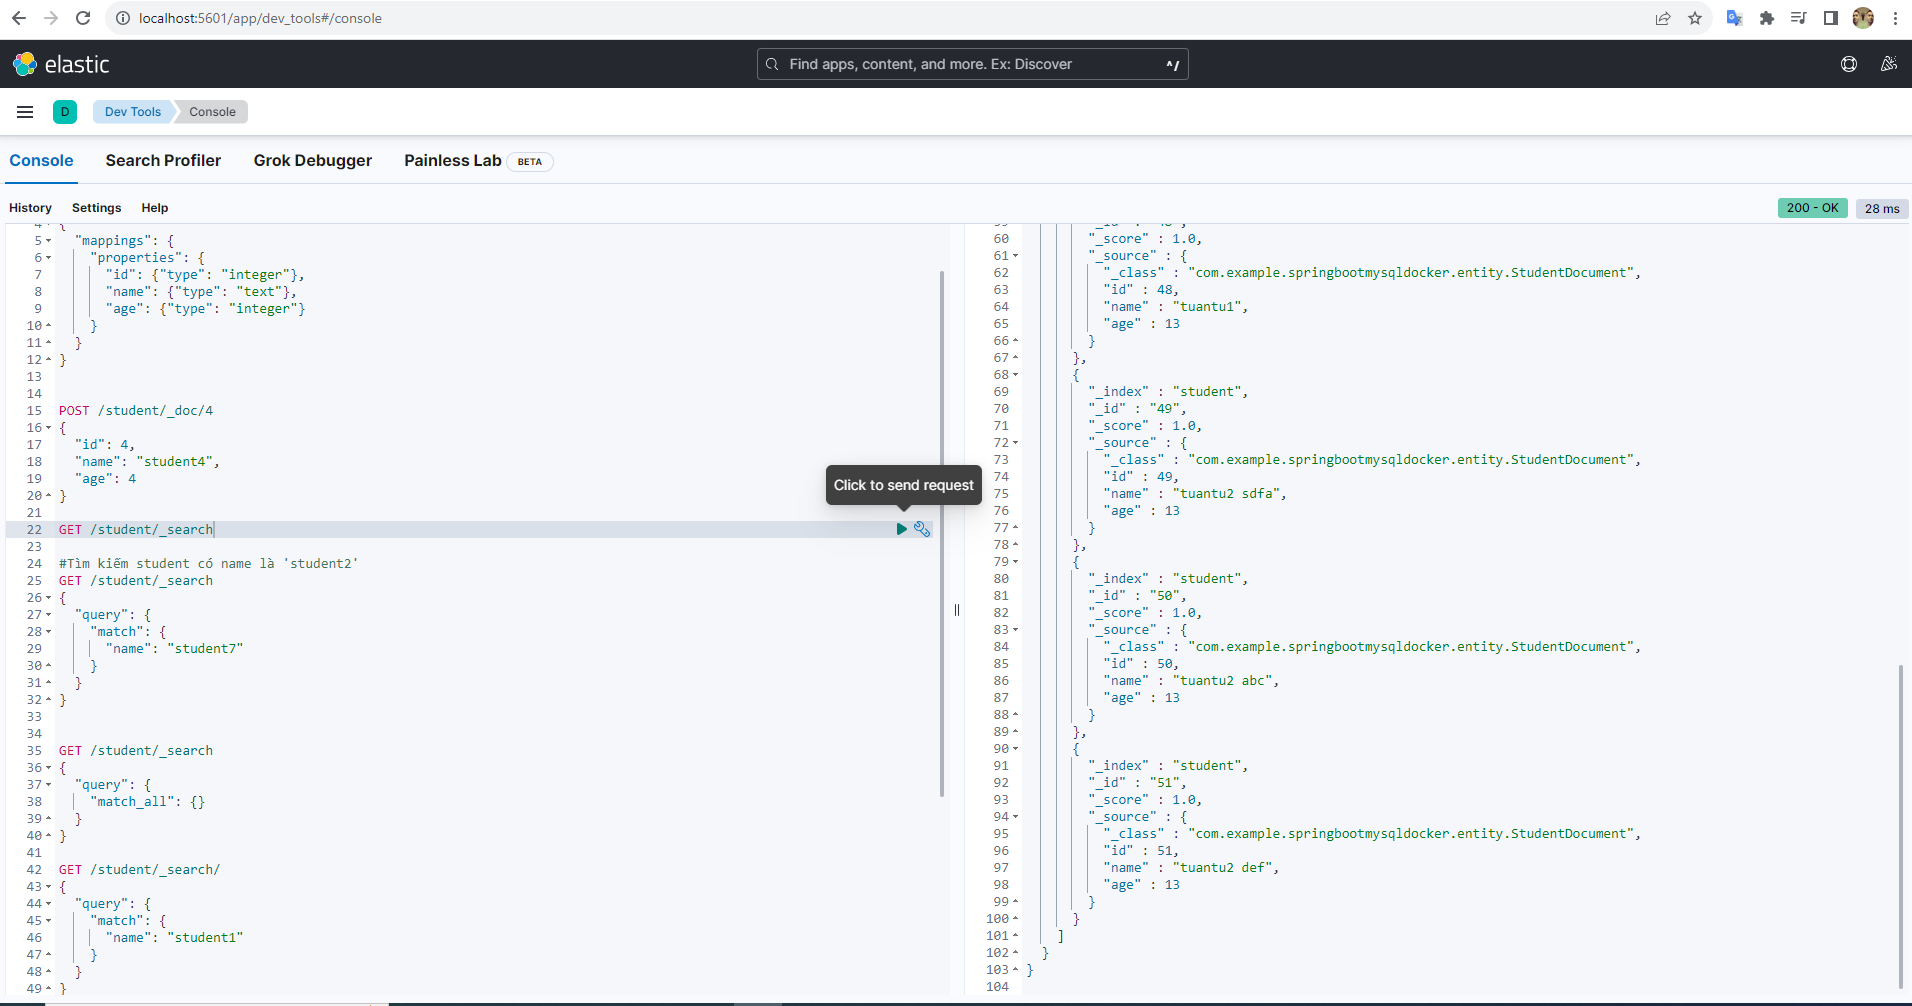 localhost:5601/app/dev_tools#/console
elastic
Find apps, content, and more. Ex: Discover
^/
D
Dev Tools
Console
Console
Search Profiler
Grok Debugger
Painless Lab
BETA
History
Settings
Help
200 - OK
28 ms
4 {
5 "mappings": {
6 "properties": {
7 "id": {"type": "integer"},
8 "name": {"type": "text"},
9 "age": {"type": "integer"}
10 }
11 }
12 }
13
14
15 POST /student/_doc/4
16 {
17 "id": 4,
18 "name": "student4",
19 "age": 4
20 }
21
Click to send request
22 GET /student/_search
23
24 #Tìm kiếm student có name là 'student2'
25 GET /student/_search
26 {
27 "query": {
28 "match": {
29 "name": "student7"
30 }
31 }
32 }
33
34
35 GET /student/_search
36 {
37 "query": {
38 "match_all": {}
39 }
40 }
41
42 GET /student/_search/
43 {
44 "query": {
45 "match": {
46 "name": "student1"
47 }
48 }
49 }
60 "_score" : 1.0,
61 "_source" : {
62 "_class" : "com.example.springbootmysqldocker.entity.StudentDocument",
63 "id" : 48,
64 "name" : "tuantu1",
65 "age" : 13
66 }
67 },
68 {
69 "_index" : "student",
70 "_id" : "49",
71 "_score" : 1.0,
72 "_source" : {
73 "_class" : "com.example.springbootmysqldocker.entity.StudentDocument",
74 "id" : 49,
75 "name" : "tuantu2 sdfa",
76 "age" : 13
77 }
78 },
79 {
80 "_index" : "student",
81 "_id" : "50",
82 "_score" : 1.0,
83 "_source" : {
84 "_class" : "com.example.springbootmysqldocker.entity.StudentDocument",
85 "id" : 50,
86 "name" : "tuantu2 abc",
87 "age" : 13
88 }
89 },
90 {
91 "_index" : "student",
92 "_id" : "51",
93 "_score" : 1.0,
94 "_source" : {
95 "_class" : "com.example.springbootmysqldocker.entity.StudentDocument",
96 "id" : 51,
97 "name" : "tuantu2 def",
98 "age" : 13
99 }
100 }
101 ]
102 }
103 }
104